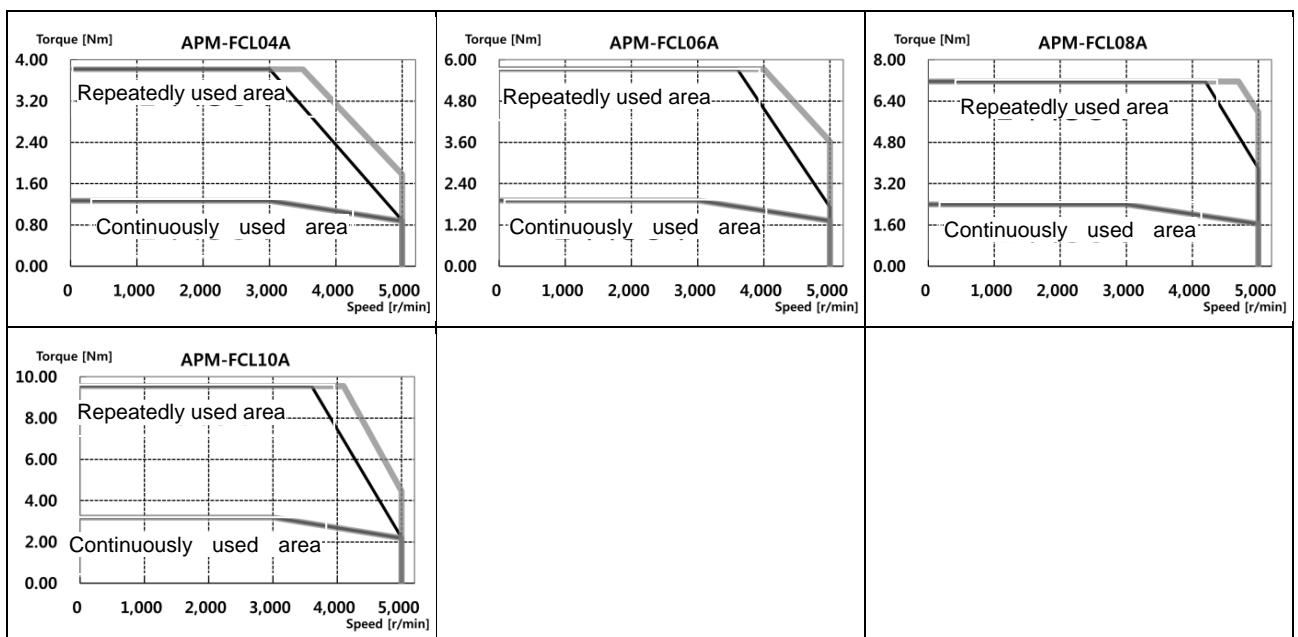 Torque [Nm] APM-FCL04A
4.00
3.20
2.40
1.60
0.80
0.00
Repeatedly used area
Continuously used area
0 1,000 2,000 3,000 4,000 5,000
Speed [r/min]
Torque [Nm] APM-FCL06A
6.00
4.80
3.60
2.40
1.20
0.00
Repeatedly used area
Continuously used area
0 1,000 2,000 3,000 4,000 5,000
Speed [r/min]
Torque [Nm] APM-FCL08A
8.00
6.40
4.80
3.20
1.60
0.00
Repeatedly used area
Continuously used area
0 1,000 2,000 3,000 4,000 5,000
Speed [r/min]
Torque [Nm] APM-FCL10A
10.00
8.00
6.00
4.00
2.00
0.00
Repeatedly used area
Continuously used area
0 1,000 2,000 3,000 4,000 5,000
Speed [r/min]